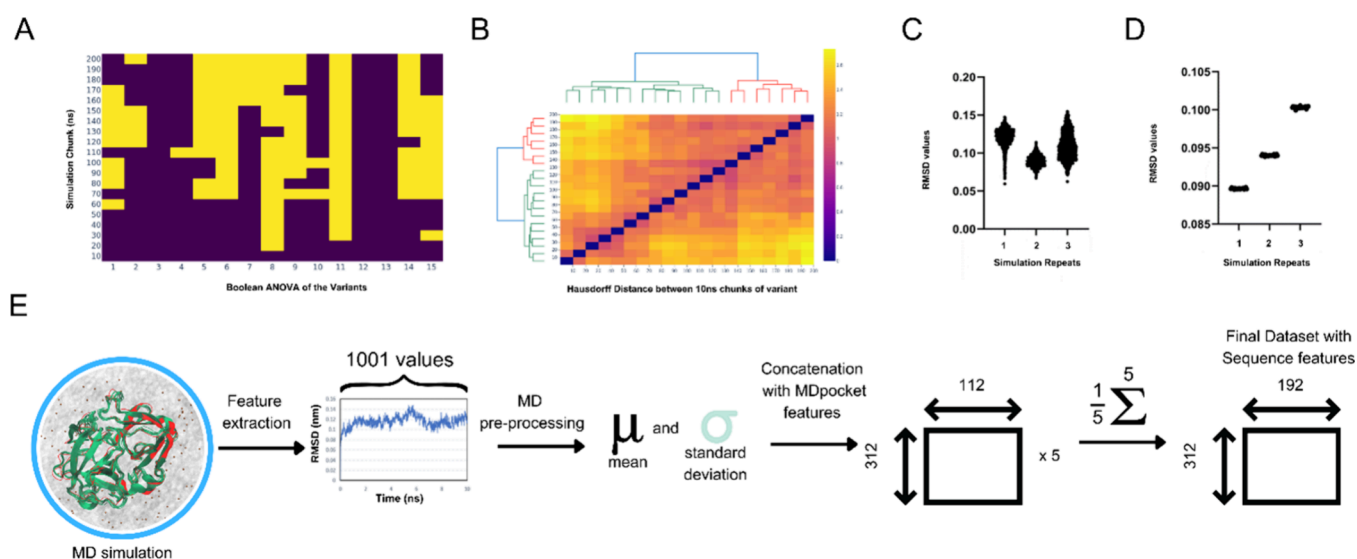 A
Simulation Chunk (ns)
200
190
180
170
160
150
140
130
120
110
100
90
80
70
60
50
40
30
20
10
1 2 3 4 5 6 7 8 9 10 11 12 13 14 15
Boolean ANOVA of the Variants
B
Hausdorff Distance between 10ns chunks of variant
C
RMSD values
0.20
0.15
0.10
0.05
0.00
1 2 3
Simulation Repeats
D
RMSD values
0.105
0.100
0.095
0.090
0.085
1 2 3
Simulation Repeats
E
MD simulation
Feature
extraction
1001 values
RMSD (nm)
Time (ns)
MD
pre-processing
μ
mean
and
σ
standard
deviation
Concatenation
with MDpocket
features
112
312
x 5
1/5 ∑ 5
Final Dataset with
Sequence features
192
312